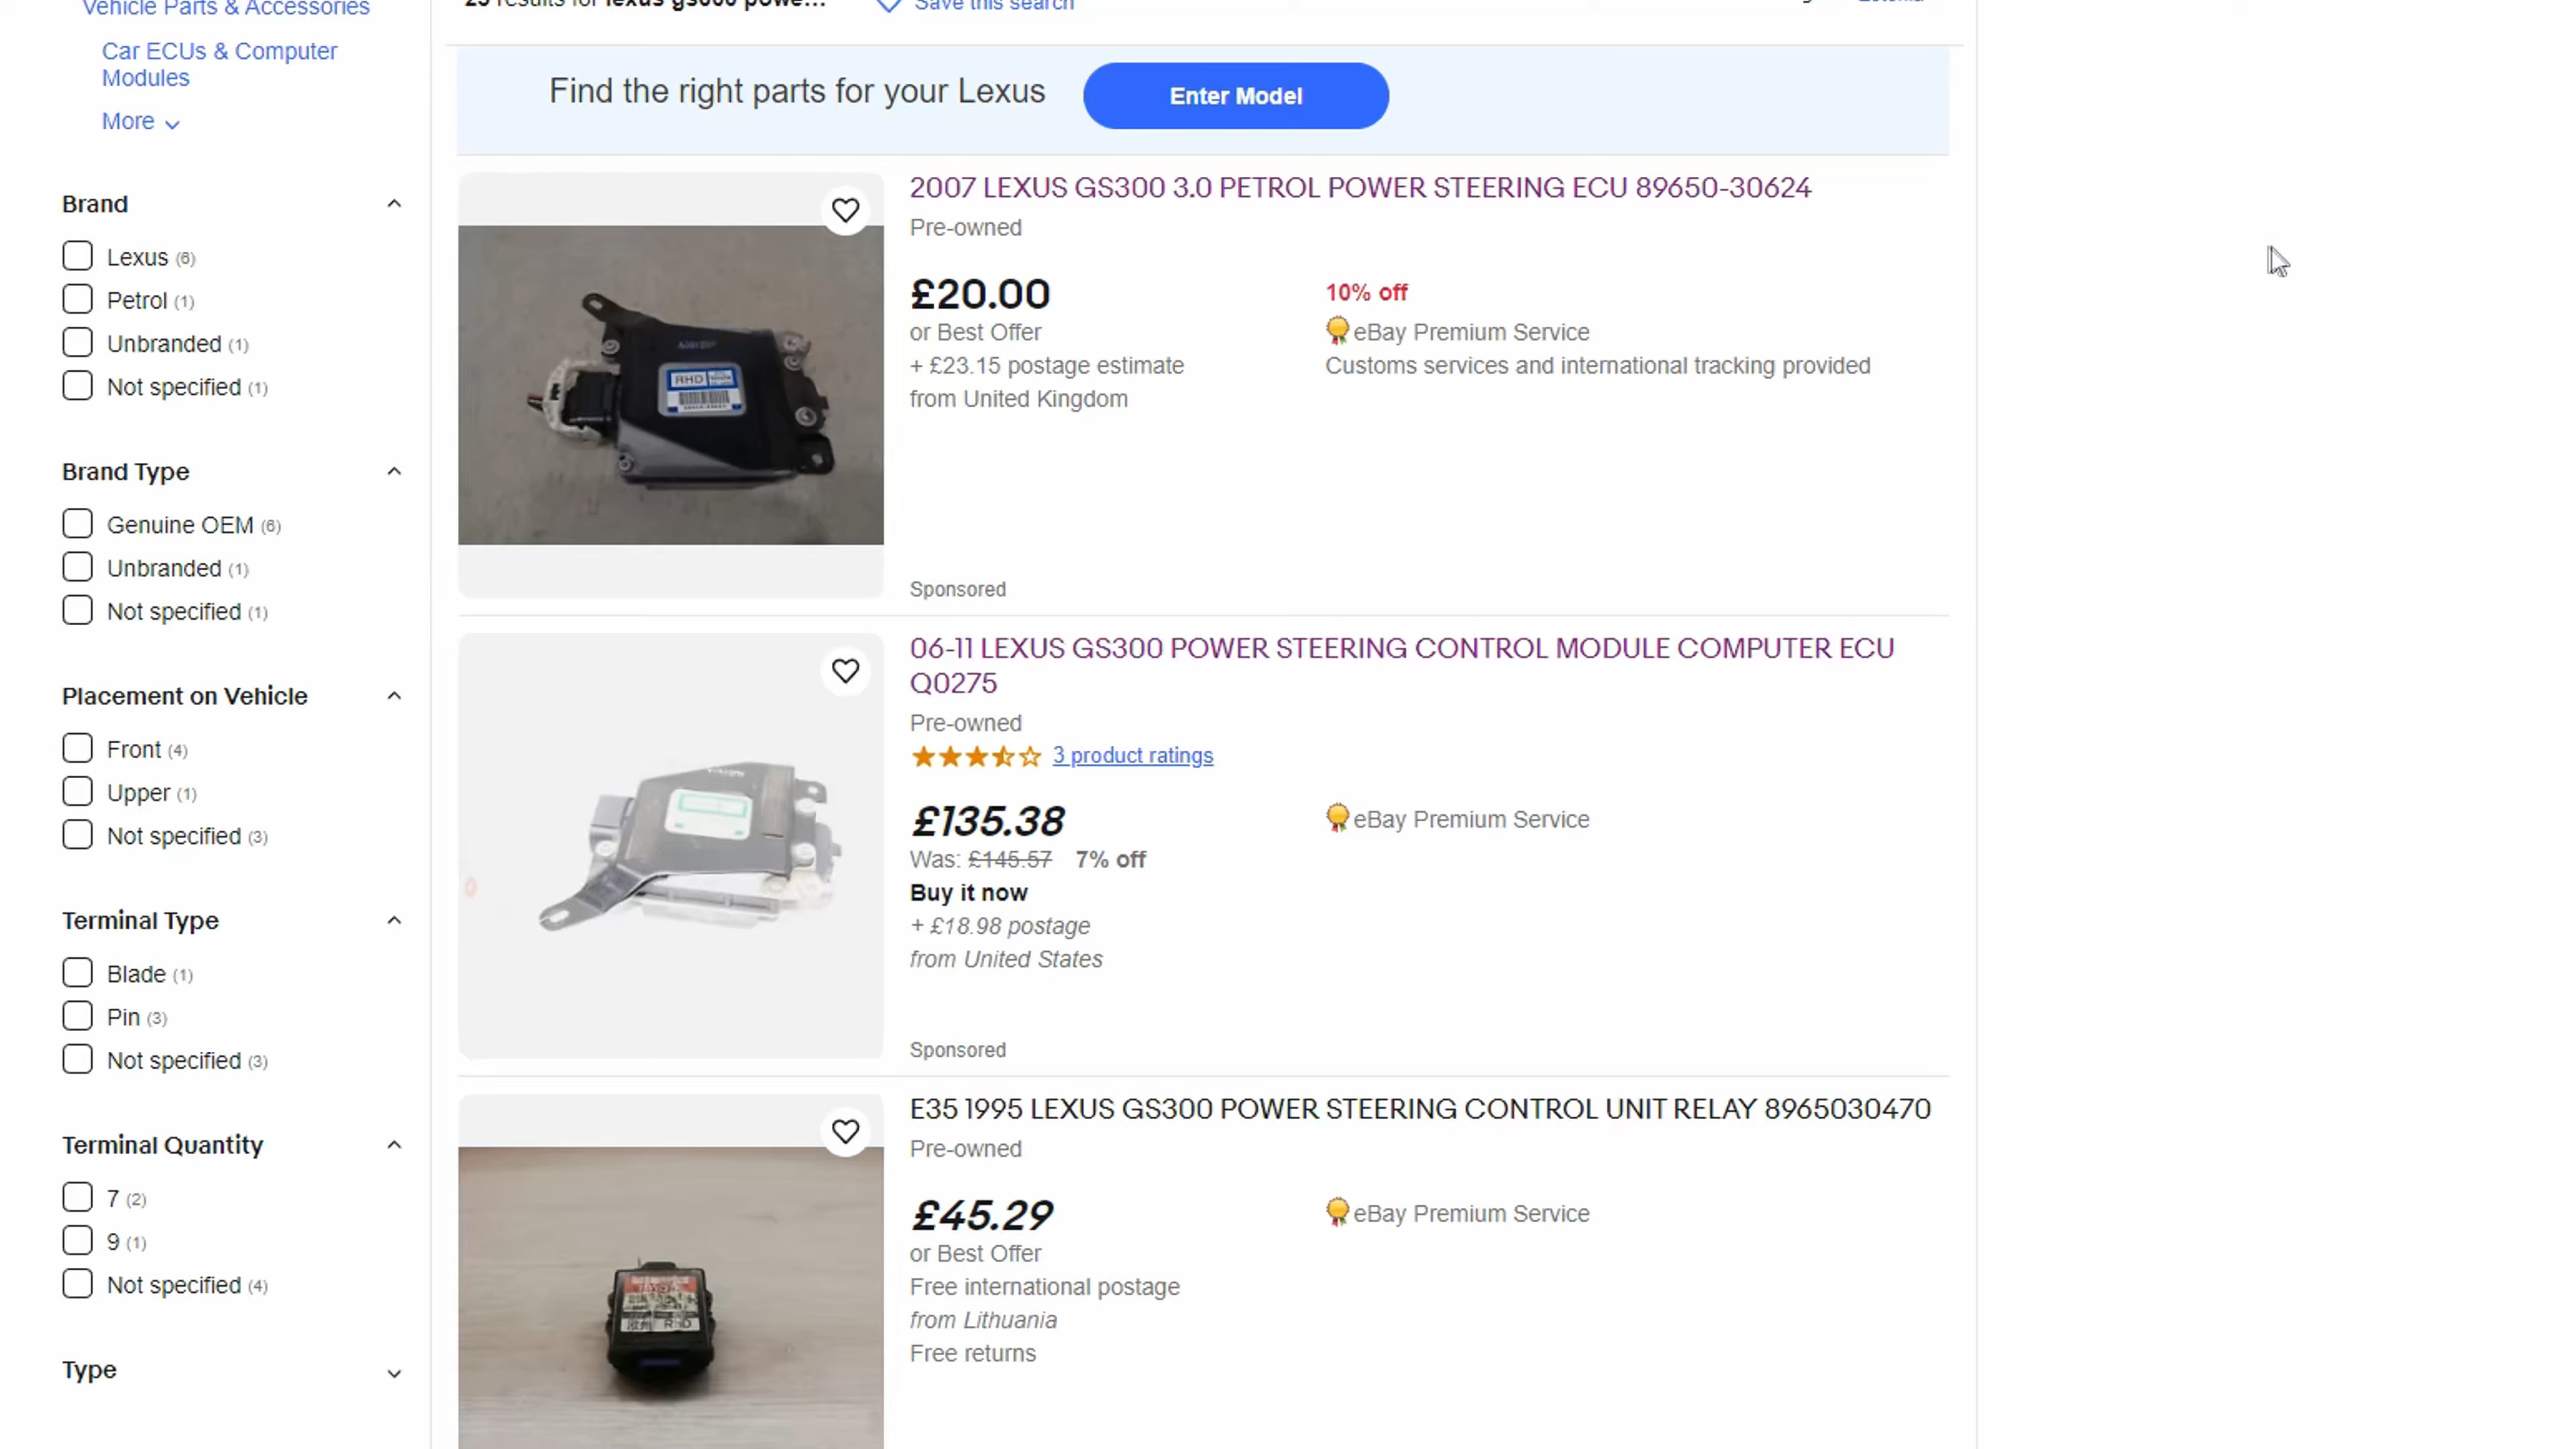 Vehicle Parts & Accessories
Car ECUs & Computer
Modules
More
Brand
Lexus (6)
Petrol (1)
Unbranded (1)
Not specified (1)
Brand Type
Genuine OEM (6)
Unbranded (1)
Not specified (1)
Placement on Vehicle
Front (4)
Upper (1)
Not specified (3)
Terminal Type
Blade (1)
Pin (3)
Not specified (3)
Terminal Quantity
7 (2)
9 (1)
Not specified (4)
Type
25 results for lexus gs300 powe...
Save this search
Estonia
Find the right parts for your Lexus
Enter Model
2007 LEXUS GS300 3.0 PETROL POWER STEERING ECU 89650-30624
Pre-owned
£20.00
or Best Offer
+ £23.15 postage estimate
from United Kingdom
10% off
eBay Premium Service
Customs services and international tracking provided
Sponsored
RHD
06-11 LEXUS GS300 POWER STEERING CONTROL MODULE COMPUTER ECU
Q0275
Pre-owned
3 product ratings
£135.38
Was: £145.57 7% off
Buy it now
+ £18.98 postage
from United States
eBay Premium Service
Sponsored
E35 1995 LEXUS GS300 POWER STEERING CONTROL UNIT RELAY 8965030470
Pre-owned
£45.29
or Best Offer
Free international postage
from Lithuania
Free returns
eBay Premium Service
RHD